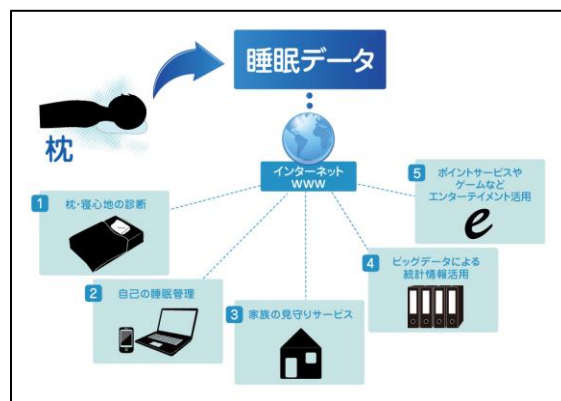 睡眠データ
枕
インターネット
WWW
1 枕・寝心地の診断
2 自己の睡眠管理
3 家族の見守りサービス
4 ビッグデータによる
統計情報活用
5 ポイントサービスや
ゲームなど
エンターテイメント活用
e